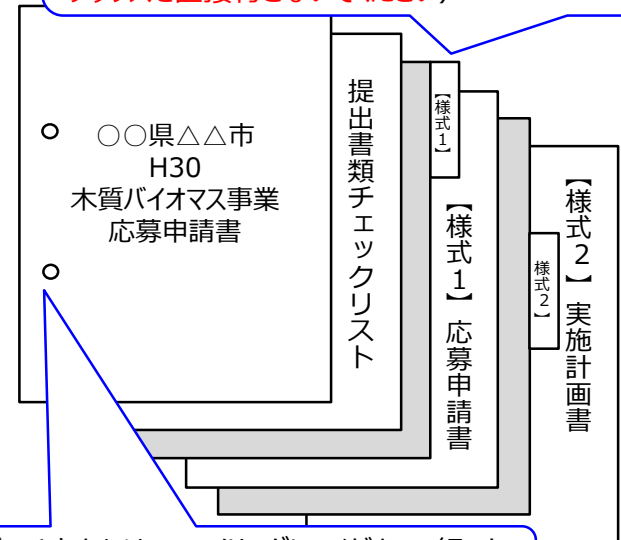 ○○県△△市
H30
木質バイオマス事業
応募申請書
提出書類チェックリスト
【様式1】
【様式1】 応募申請書
様式2】
【様式2】 実施計画書